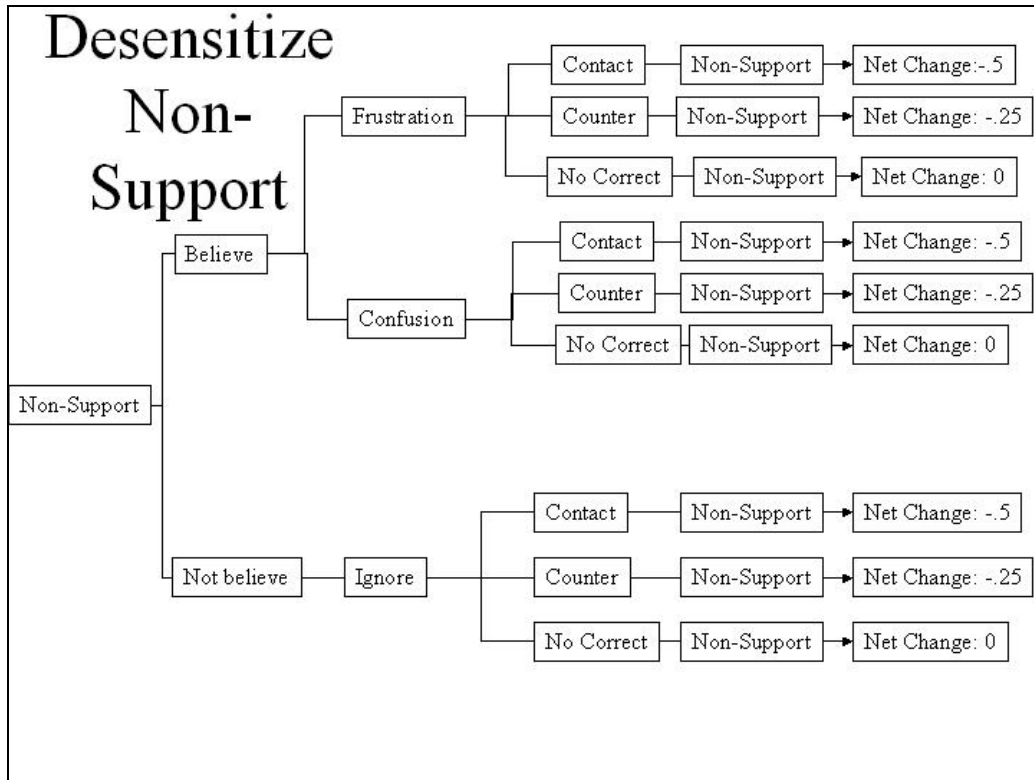 Desensitize
Non-
Support
Contact Non-Support Net Change:-.5
Frustration Counter Non-Support Net Change: -.25
No Correct Non-Support Net Change: 0
Contact Non-Support Net Change: -.5
Believe
Counter Non-Support Net Change: -.25
Confusion
No Correct Non-Support Net Change: 0
Non-Support
Contact Non-Support Net Change: -.5
Not believe Ignore Counter Non-Support Net Change: -.25
No Correct Non-Support Net Change: 0